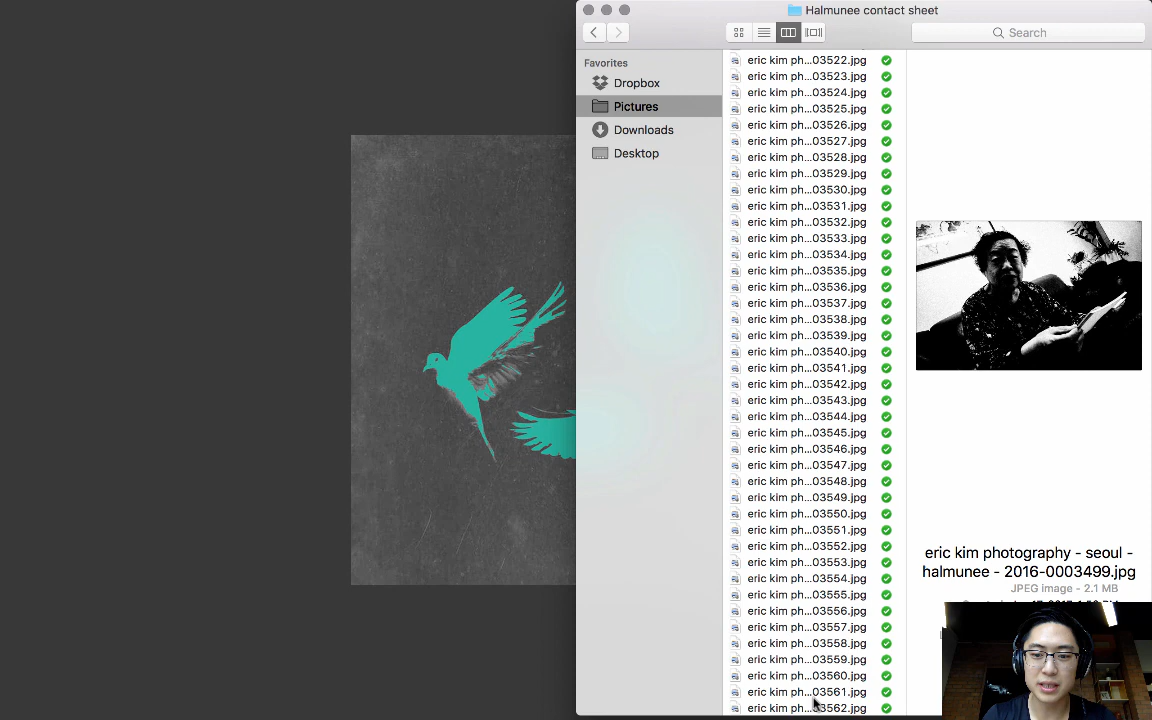 Halmunee contact sheet
Search
Favorites
Dropbox
Pictures
Downloads
Desktop
eric kim ph...03522.jpg
eric kim ph...03523.jpg
eric kim ph...03524.jpg
eric kim ph...03525.jpg
eric kim ph...03526.jpg
eric kim ph...03527.jpg
eric kim ph...03528.jpg
eric kim ph...03529.jpg
eric kim ph...03530.jpg
eric kim ph...03531.jpg
eric kim ph...03532.jpg
eric kim ph...03533.jpg
eric kim ph...03534.jpg
eric kim ph...03535.jpg
eric kim ph...03536.jpg
eric kim ph...03537.jpg
eric kim ph...03538.jpg
eric kim ph...03539.jpg
eric kim ph...03540.jpg
eric kim ph...03541.jpg
eric kim ph...03542.jpg
eric kim ph...03543.jpg
eric kim ph...03544.jpg
eric kim ph...03545.jpg
eric kim ph...03546.jpg
eric kim ph...03547.jpg
eric kim ph...03548.jpg
eric kim ph...03549.jpg
eric kim ph...03550.jpg
eric kim ph...03551.jpg
eric kim ph...03552.jpg
eric kim ph...03553.jpg
eric kim ph...03554.jpg
eric kim ph...03555.jpg
eric kim ph...03556.jpg
eric kim ph...03557.jpg
eric kim ph...03558.jpg
eric kim ph...03559.jpg
eric kim ph...03560.jpg
eric kim ph...03561.jpg
eric kim ph...03562.jpg
eric kim photography - seoul -
halmunee - 2016-0003499.jpg
JPEG image - 2.1 MB